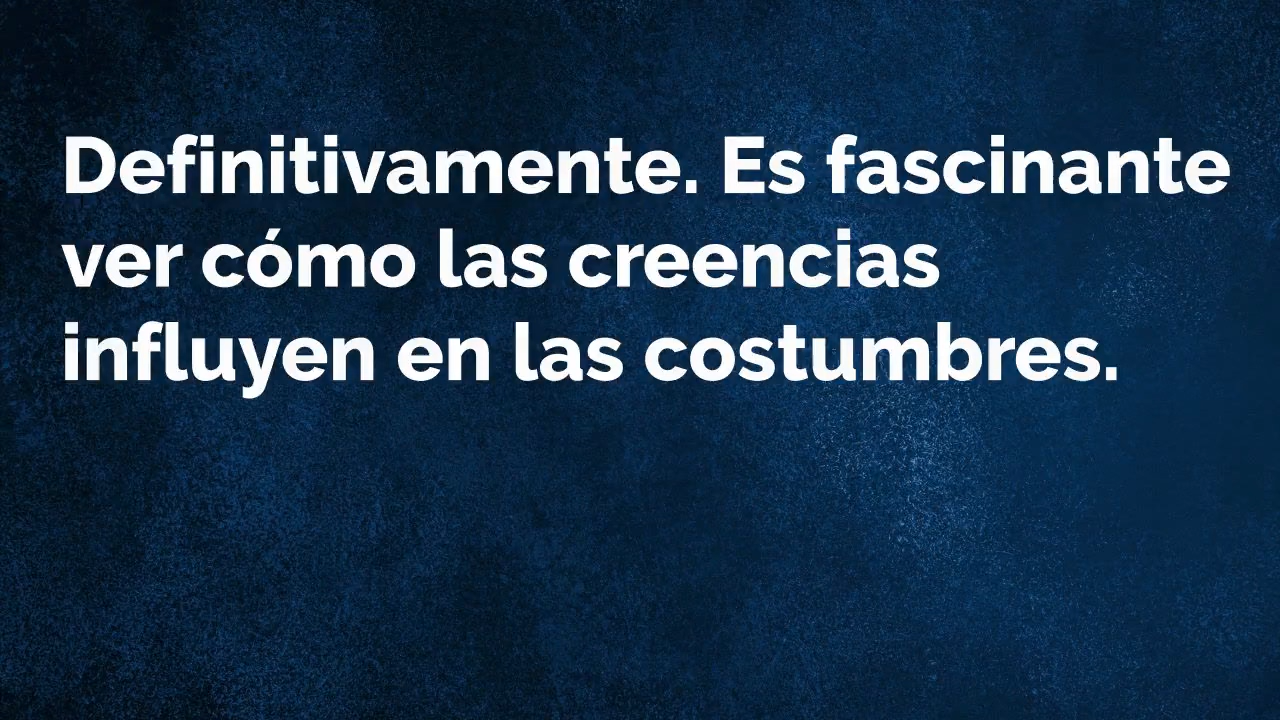 Definitivamente. Es fascinante
ver cómo las creencias
influyen en las costumbres.